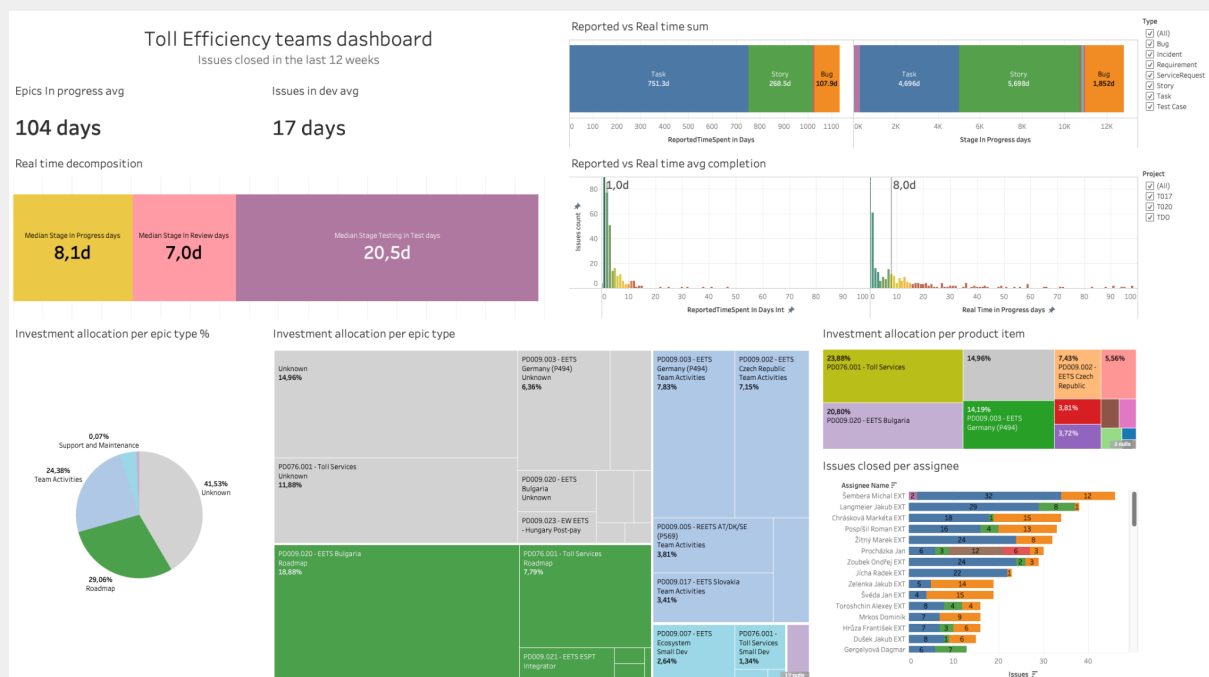 Toll Efficiency teams dashboard
Issues closed in the last 12 weeks
Epics In progress avg
Issues in dev avg
104 days
17 days
Real time decomposition
Median Stage In Progress days
8,1d
Median Stage In Review days
7,0d
Median Stage Testing in Test days
20,5d
Reported vs Real time sum
Task
751.3d
Story
268.5d
Bug
107.9d
Task
4,696d
Story
5,698d
Bug
1,852d
0 100 200 300 400 500 600 700 800 900 1000 1100
ReportedTimeSpent in Days
0K 2K 4K 6K 8K 10K 12K
Stage In Progress days
Type
(All)
Bug
Incident
Requirement
ServiceRequest
Story
Task
Test Case
Reported vs Real time avg completion
1,0d
8,0d
Issues count
80
60
40
20
0
0 10 20 30 40 50 60 70 80 90 100
ReportedTimeSpent in Days Int
0 10 20 30 40 50 60 70 80 90 100
Real Time in Progress days
Project
(All)
T017
T020
TDO
Investment allocation per epic type %
0,07%
Support and Maintenance
24,38%
Team Activities
41,53%
Unknown
29,06%
Roadmap
Investment allocation per epic type
Unknown
14,96%
PD076.001 - Toll Services
Unknown
11,88%
PD009.003 - EETS
Germany (P494)
Unknown
6,36%
PD009.020 - EETS
Bulgaria
Unknown
PD009.023 - EW EETS
- Hungary Post-pay
PD009.020 - EETS Bulgaria
Roadmap
18,88%
PD076.001 - Toll Services
Roadmap
7,79%
PD009.021 - EETS ESPT
Integrator
PD009.003 - EETS
Germany (P494)
Team Activities
7,83%
PD009.002 - EETS
Czech Republic
Team Activities
7,15%
PD009.005 - REETS AT/DK/SE
(P569)
Team Activities
3,81%
PD009.017 - EETS Slovakia
Team Activities
3,41%
PD009.007 - EETS
Ecosystem
Small Dev
2,64%
PD076.001 -
Toll Services
Small Dev
1,34%
17 nulls
Investment allocation per product item
23,88%
PD076.001 - Toll Services
20,80%
PD009.020 - EETS Bulgaria
14,96%
14,19%
PD009.003 - EETS
Germany (P494)
7,43%
PD009.002 -
EETS Czech
Republic
5,56%
3,81%
3,72%
3 nulls
Issues closed per assignee
Assignee Name
Šembera Michal EXT 2 32 12
Langmeier Jakub EXT 29 8 1
Chrásková Markéta EXT 18 1 15
Pospíšil Roman EXT 16 4 13
Žitný Marek EXT 24 8
Procházka Jan 6 3 12 6 3
Zoubek Ondřej EXT 24 2 3
Jícha Radek EXT 22 1
Zelenka Jakub EXT 5 14
Švéda Jan EXT 4 15
Toroshchin Alexey EXT 8 4 4
Mrkos Dominik 7 9
Hrůza František EXT 7 3 6
Dušek Jakub EXT 8 1 6
Gergelyová Dagmar 6 7
0 10 20 30 40
Issues